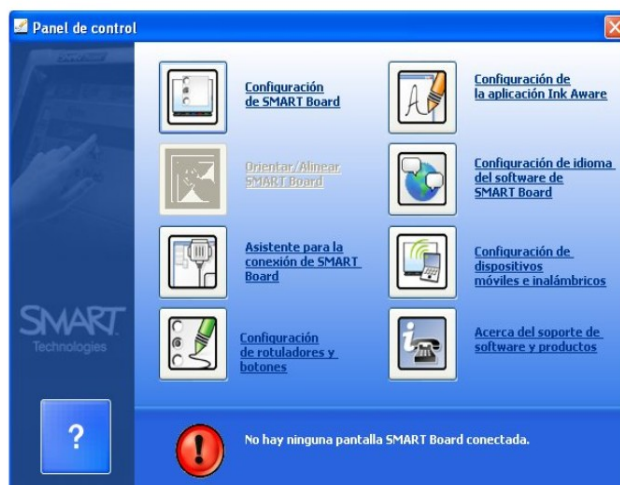 Panel de control
Configuración
de SMART Board
Configuración de
la aplicación Ink Aware
Orientar/Alinear
SMART Board
Configuración de idioma
del software de
SMART Board
Asistente para la
conexión de SMART
Board
Configuración de
dispositivos
móviles e inalámbricos
Configuración
de rotuladores y
botones
Acerca del soporte de
software y productos
SMART
Technologies
?
No hay ninguna pantalla SMART Board conectada.